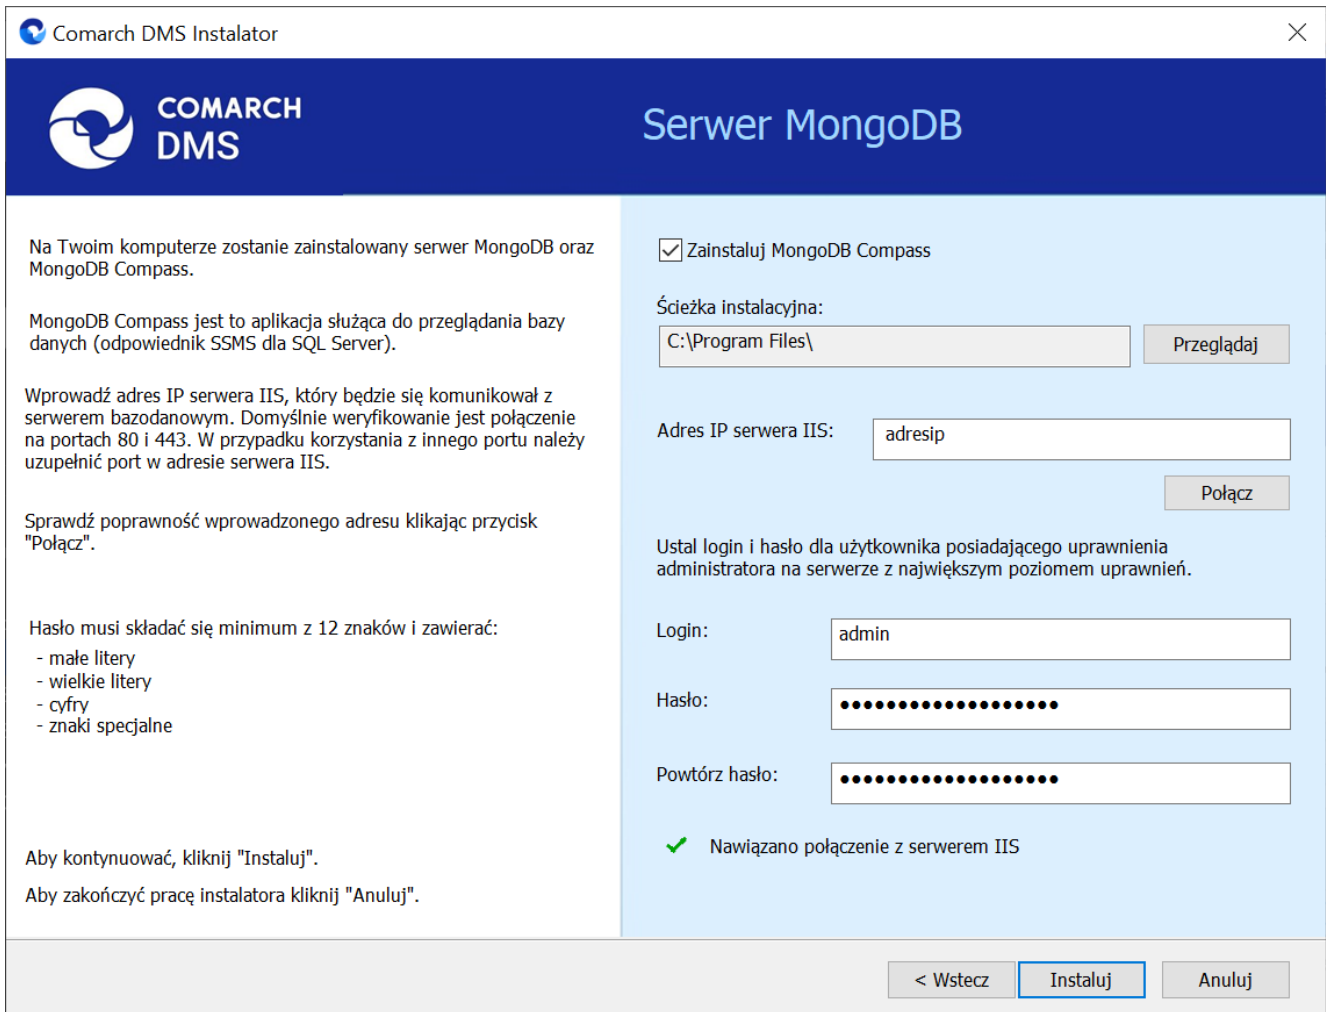 Comarch DMS Instalator
COMARCH
DMS
Serwer MongoDB
Na Twoim komputerze zostanie zainstalowany serwer MongoDB oraz
MongoDB Compass.
MongoDB Compass jest to aplikacja służąca do przeglądania bazy
danych (odpowiednik SSMS dla SQL Server).
Wprowadź adres IP serwera IIS, który będzie się komunikował z
serwerem bazodanowym. Domyślnie weryfikowanie jest połączenie
na portach 80 i 443. W przypadku korzystania z innego portu należy
uzupełnić port w adresie serwera IIS.
Sprawdź poprawność wprowadzonego adresu klikając przycisk
"Połącz".
Hasło musi składać się minimum z 12 znaków i zawierać:
- małe litery
- wielkie litery
- cyfry
- znaki specjalne
Aby kontynuować, kliknij "Instaluj".
Aby zakończyć pracę instalatora kliknij "Anuluj".
Zainstaluj MongoDB Compass
Ścieżka instalacyjna:
C:\Program Files\
Przeglądaj
Adres IP serwera IIS:
adresip
Połącz
Ustal login i hasło dla użytkownika posiadającego uprawnienia
administratora na serwerze z największym poziomem uprawnień.
Login:
admin
Hasło:
●●●●●●●●●●●●●●●●●●●
Powtórz hasło:
●●●●●●●●●●●●●●●●●●●
Nawiązano połączenie z serwerem IIS
< Wstecz
Instaluj
Anuluj